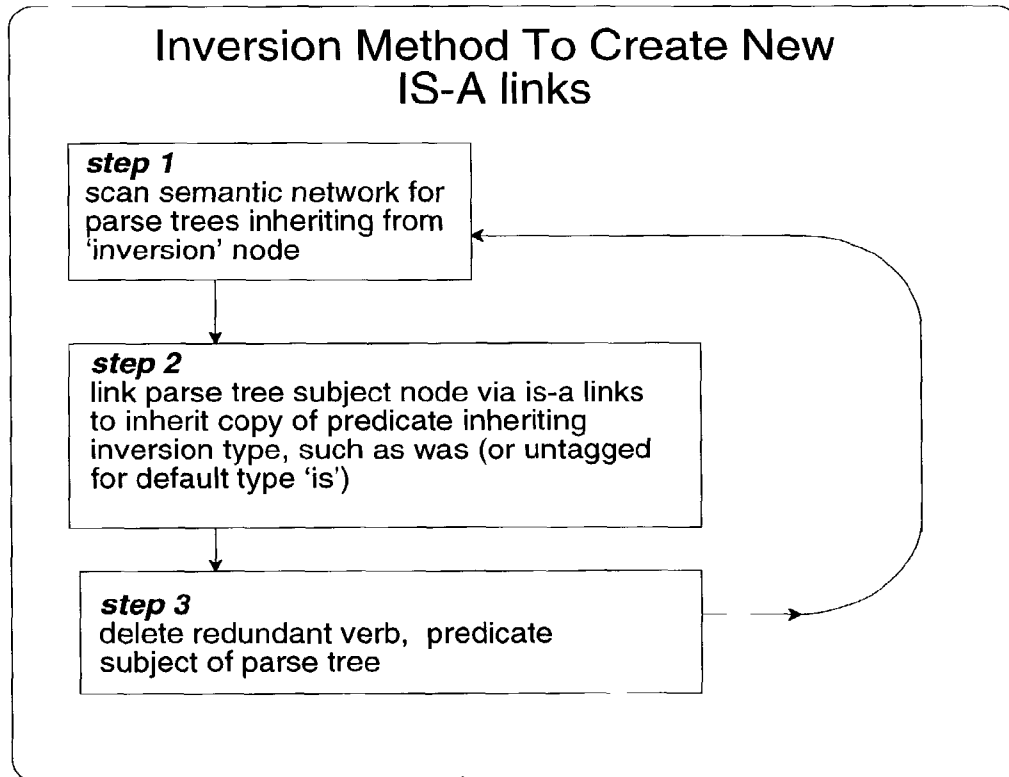 Inversion Method To Create New
IS-A links
step 1
scan semantic network for
parse trees inheriting from
‘inversion’ node
step 2
link parse tree subject node via is-a links
to inherit copy of predicate inheriting
inversion type, such as was (or untagged
for default type ‘is’)
step 3
delete redundant verb, predicate
subject of parse tree